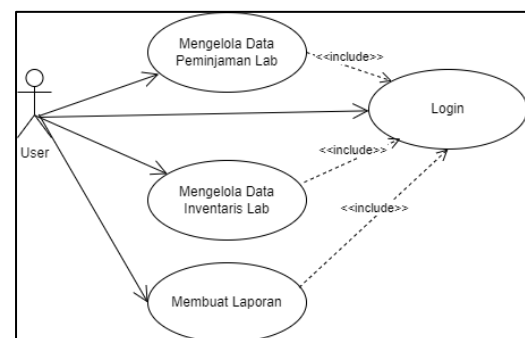 Mengelola Data
Peminjaman Lab
<<include>>
Login
User
<<include>>
Mengelola Data
Inventaris Lab
<<include>>
Membuat Laporan